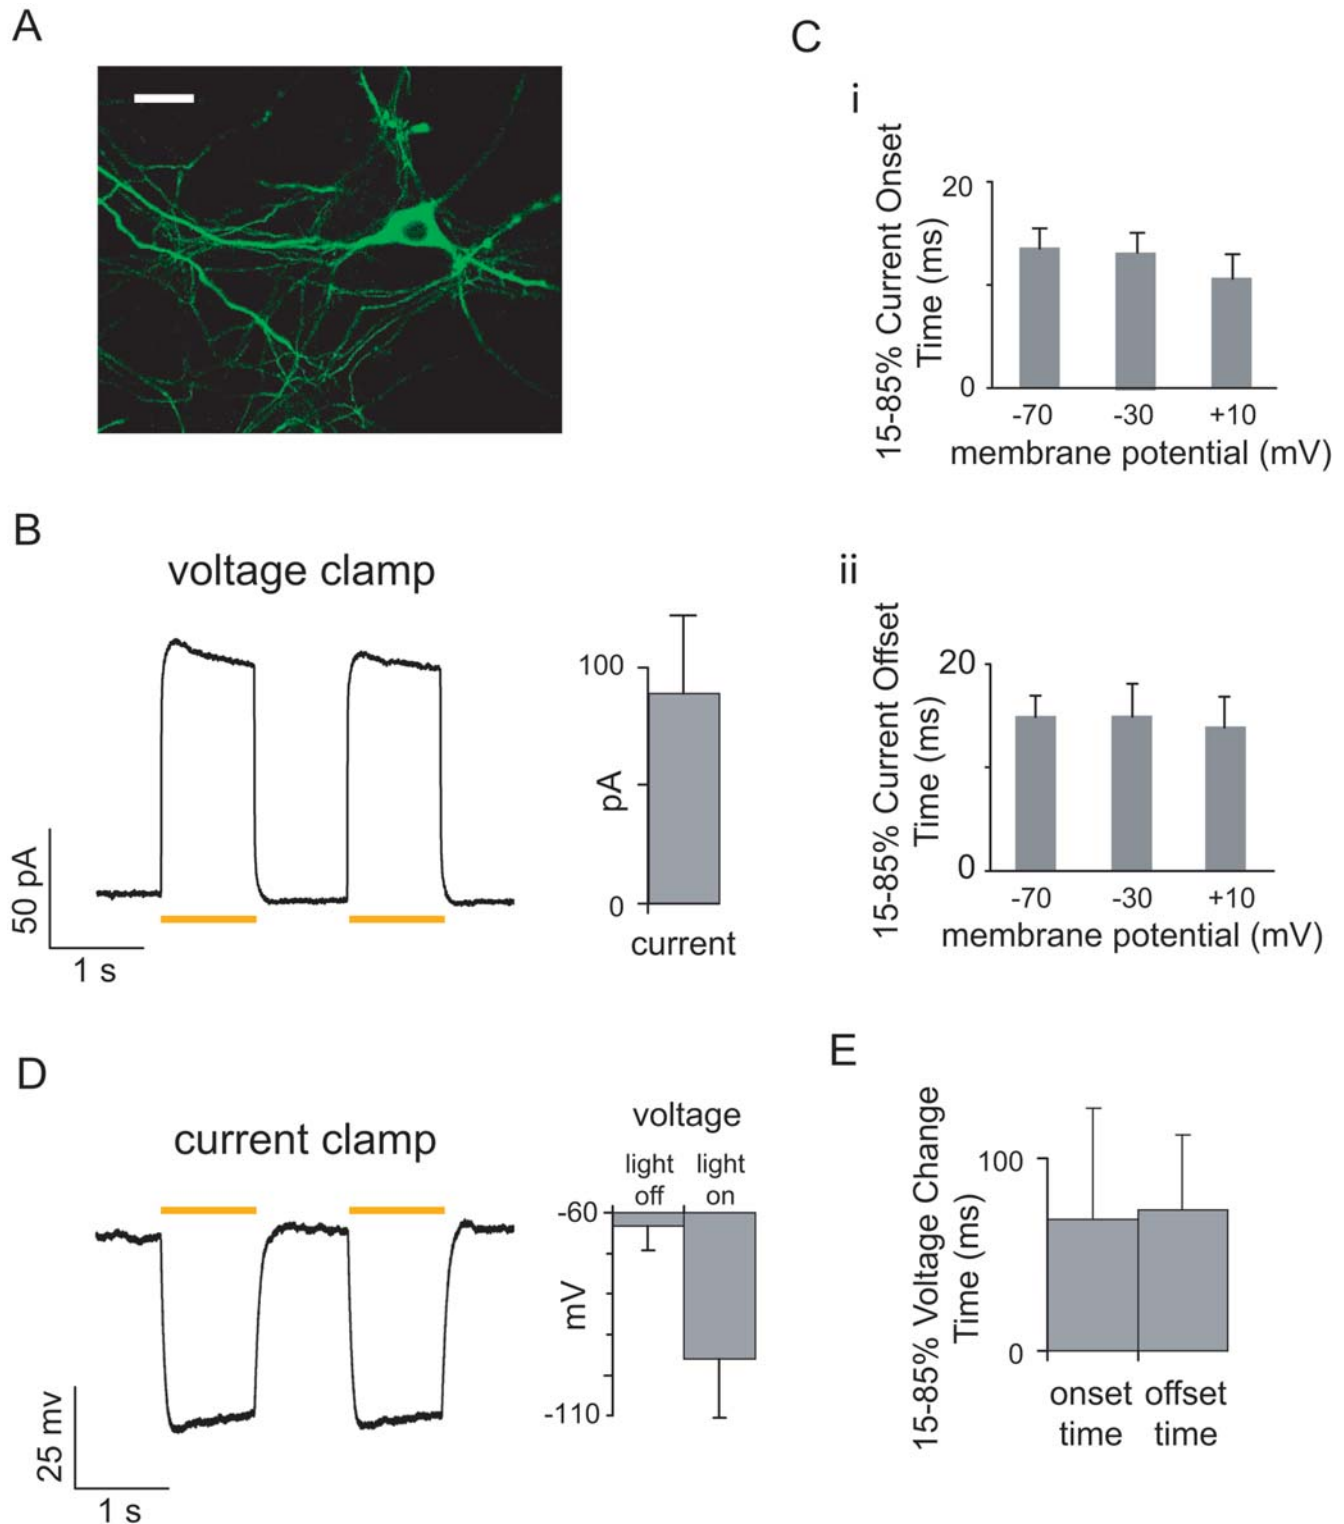 A
C
i
15-85% Current Onset
Time (ms)
20
0
-70 -30 +10
membrane potential (mV)
B
voltage clamp
50 pA
1 s
100
pA
0
current
ii
15-85% Current Offset
Time (ms)
20
0
-70 -30 +10
membrane potential (mV)
D
current clamp
25 mv
1 s
voltage
light light
off on
-60
mV
-110
E
15-85% Voltage Change
Time (ms)
100
0
onset offset
time time